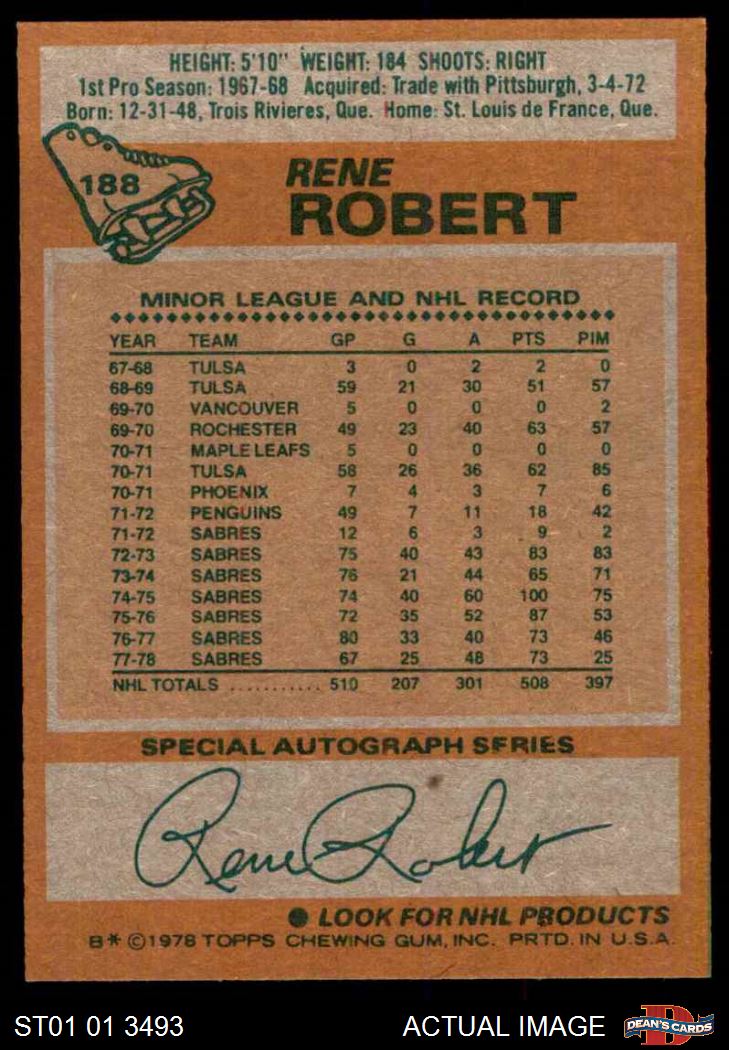 HEIGHT: 5'10" WEIGHT: 184 SHOOTS: RIGHT
1st Pro Season: 1967-68 Acquired: Trade with Pittsburgh, 3-4-72
Born: 12-31-48, Trois Rivieres, Que. Home: St. Louis de France, Que.
188
RENE
ROBERT
MINOR LEAGUE AND NHL RECORD
YEAR TEAM GP G A PTS PIM
67-68 TULSA 3 0 2 2 0
68-69 TULSA 59 21 30 51 57
69-70 VANCOUVER 5 0 0 0 2
69-70 ROCHESTER 49 23 40 63 57
70-71 MAPLE LEAFS 5 0 0 0 0
70-71 TULSA 58 26 36 62 85
70-71 PHOENIX 7 4 3 7 6
71-72 PENGUINS 49 7 11 18 42
71-72 SABRES 12 6 3 9 2
72-73 SABRES 75 40 43 83 83
73-74 SABRES 76 21 44 65 71
74-75 SABRES 74 40 60 100 75
75-76 SABRES 72 35 52 87 53
76-77 SABRES 80 33 40 73 46
77-78 SABRES 67 25 48 73 25
NHL TOTALS ........... 510 207 301 508 397
SPECIAL AUTOGRAPH SERIES
Rene Robert
● LOOK FOR NHL PRODUCTS
B* ©1978 TOPPS CHEWING GUM, INC. PRTD. IN U.S.A.
ST01 01 3493 ACTUAL IMAGE D DEAN'S CARDS